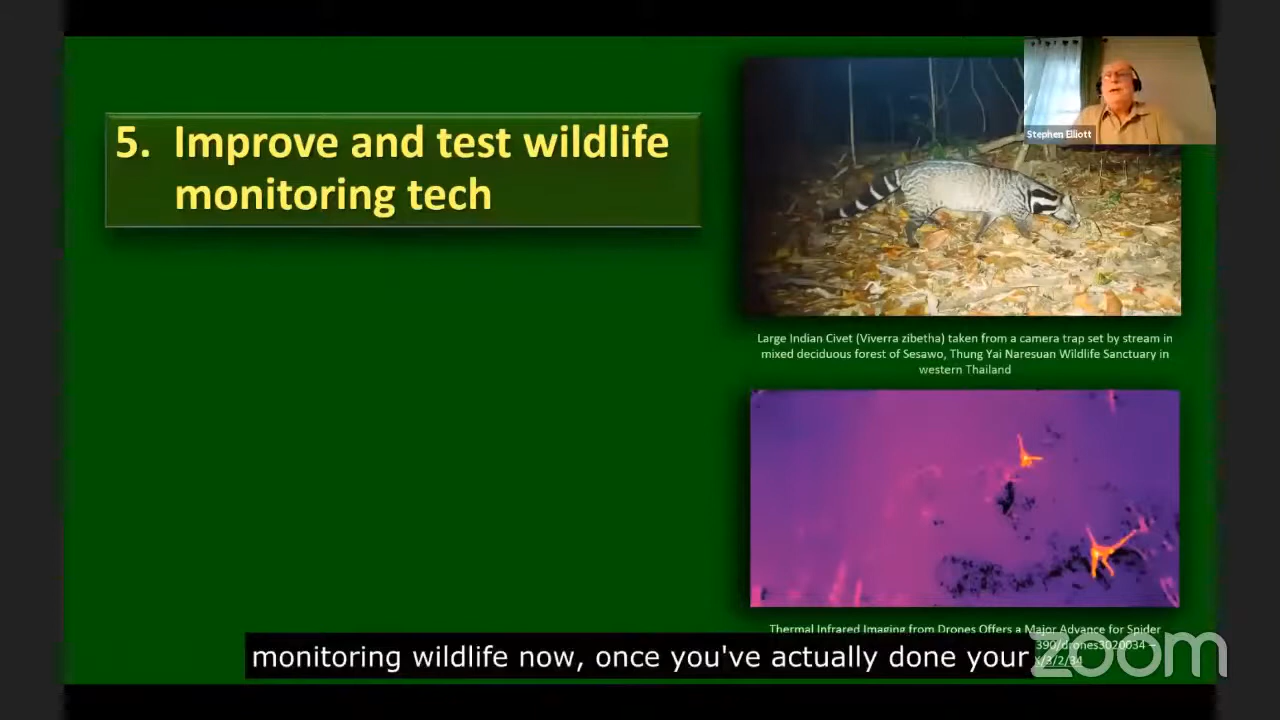 5. Improve and test wildlife
monitoring tech
Stephen Elliott
Large Indian Civet (Viverra zibetha) taken from a camera trap set by stream in
mixed deciduous forest of Sesawo, Thung Yai Naresuan Wildlife Sanctuary in
western Thailand
Thermal Infrared Imaging from Drones Offers a Major Advance for Spider
390/drones3020034 –
X/3/2/34
monitoring wildlife now, once you've actually done your
zoom